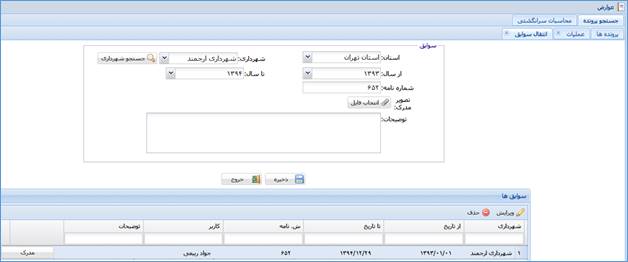 عوارض
جستجو پرونده محاسبات سرانگشتی
پرونده ها عملیات انتقال سوابق
سوابق
استان: استان تهران شهرداری: شهرداری ارجمند جستجو شهرداری
از سال: ۱۳۹۳ تا سال: ۱۳۹۴
شماره نامه: ۶۵۲
تصویر مدرک: انتخاب فایل
توضیحات:
ذخیره خروج
سوابق ها
ویرایش حذف
شهرداری از تاریخ تا تاریخ ش. نامه کاربر توضیحات
۱ شهرداری ارجمند ۱۳۹۳/۰۱/۰۱ ۱۳۹۴/۱۲/۲۹ ۶۵۲ جواد ربیعی مدرک